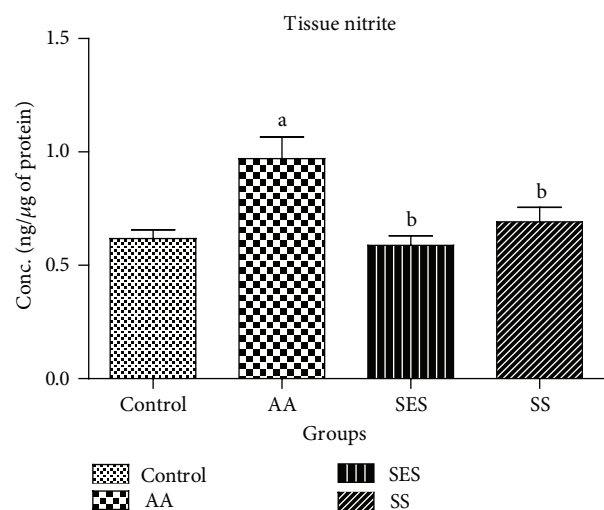 Tissue nitrite
1.5
1.0
0.5
0.0
Conc. (ng/μg of protein)
a
b
b
Control AA SES SS
Groups
Control SES
AA SS